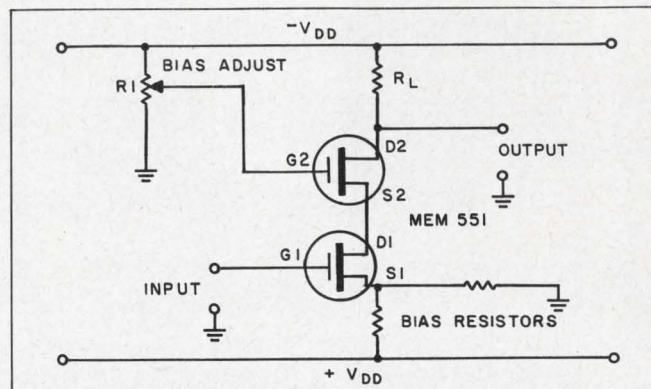 −VDD
BIAS ADJUST
R1
RL
D2
G2
OUTPUT
S2
MEM 551
D1
G1
S1
INPUT
BIAS RESISTORS
+ VDD